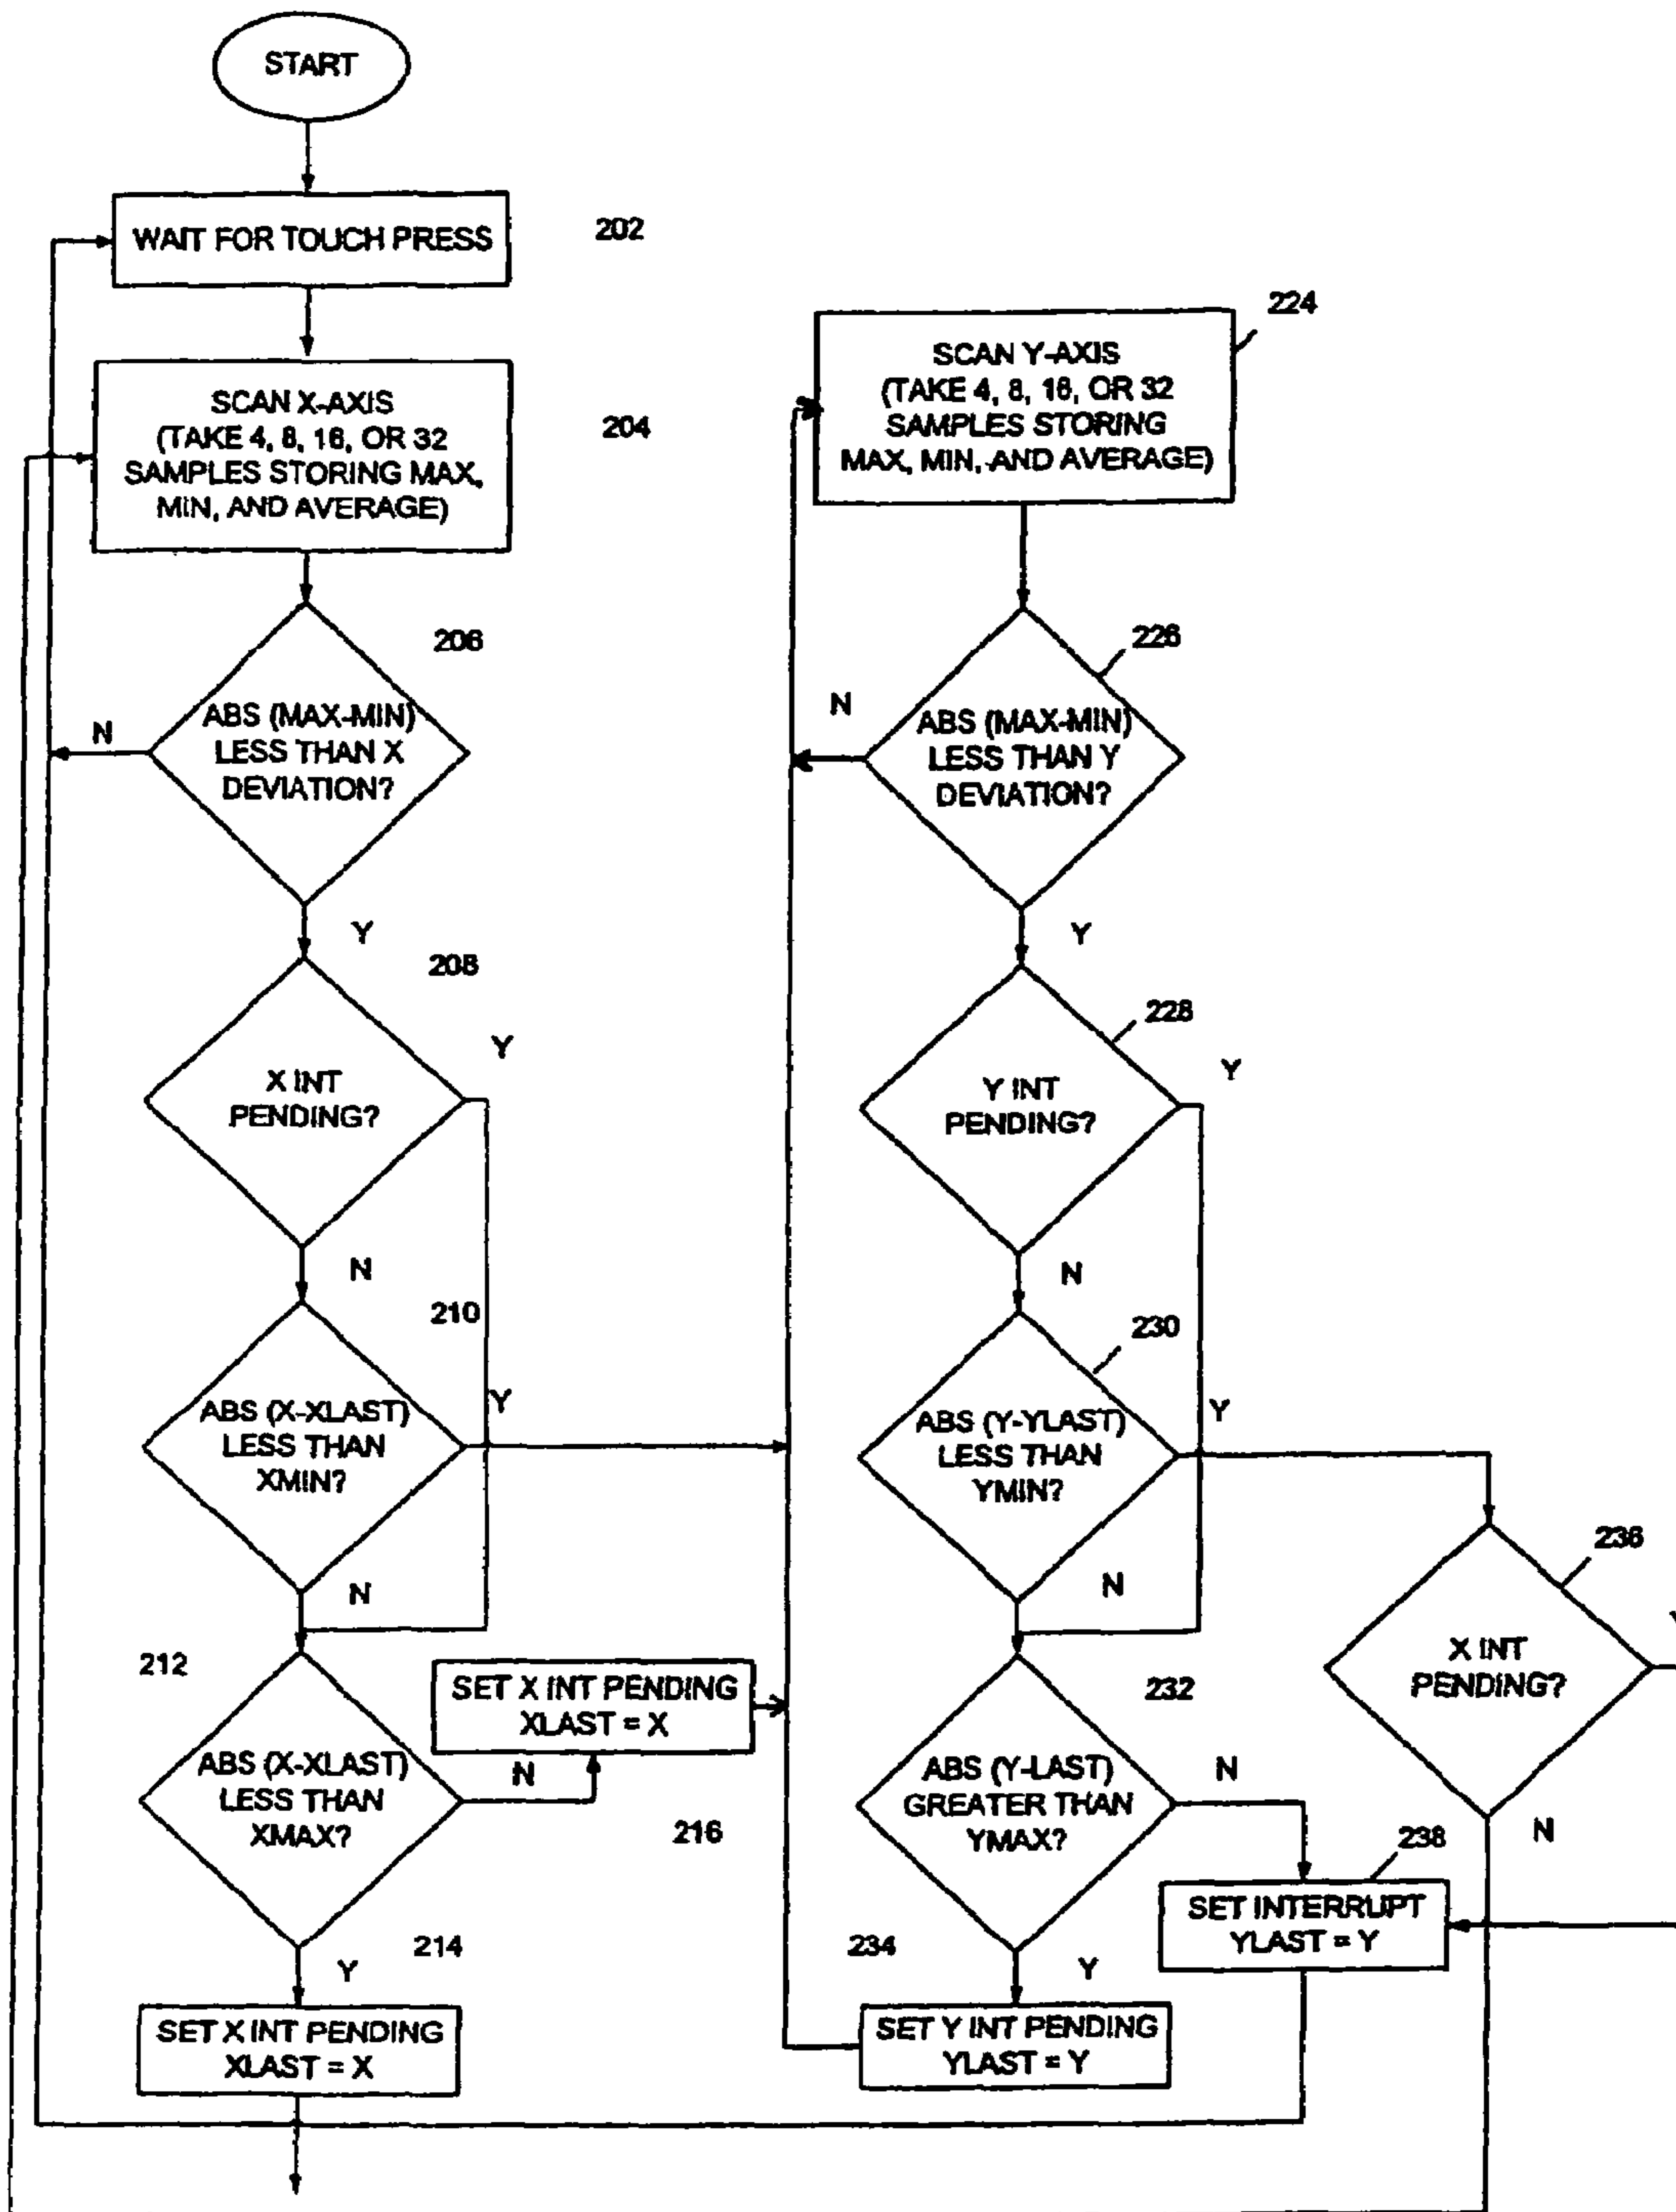 START
WAIT FOR TOUCH PRESS
202
SCAN X-AXIS
(TAKE 4, 8, 16, OR 32
SAMPLES STORING MAX,
MIN, AND AVERAGE)
204
206
ABS (MAX-MIN)
LESS THAN X
DEVIATION?
N
Y
208
X INT
PENDING?
Y
N
210
ABS (X-XLAST)
LESS THAN
XMIN?
Y
N
212
ABS (X-XLAST)
LESS THAN
XMAX?
N
SET X INT PENDING
XLAST = X
216
214
Y
SET X INT PENDING
XLAST = X
224
SCAN Y-AXIS
(TAKE 4, 8, 16, OR 32
SAMPLES STORING
MAX, MIN, AND AVERAGE)
226
N
ABS (MAX-MIN)
LESS THAN Y
DEVIATION?
Y
228
Y INT
PENDING?
Y
N
230
ABS (Y-YLAST)
LESS THAN
YMIN?
Y
N
232
ABS (Y-LAST)
GREATER THAN
YMAX?
N
234
Y
SET Y INT PENDING
YLAST = Y
236
X INT
PENDING?
N
238
SET INTERRUPT
YLAST = Y